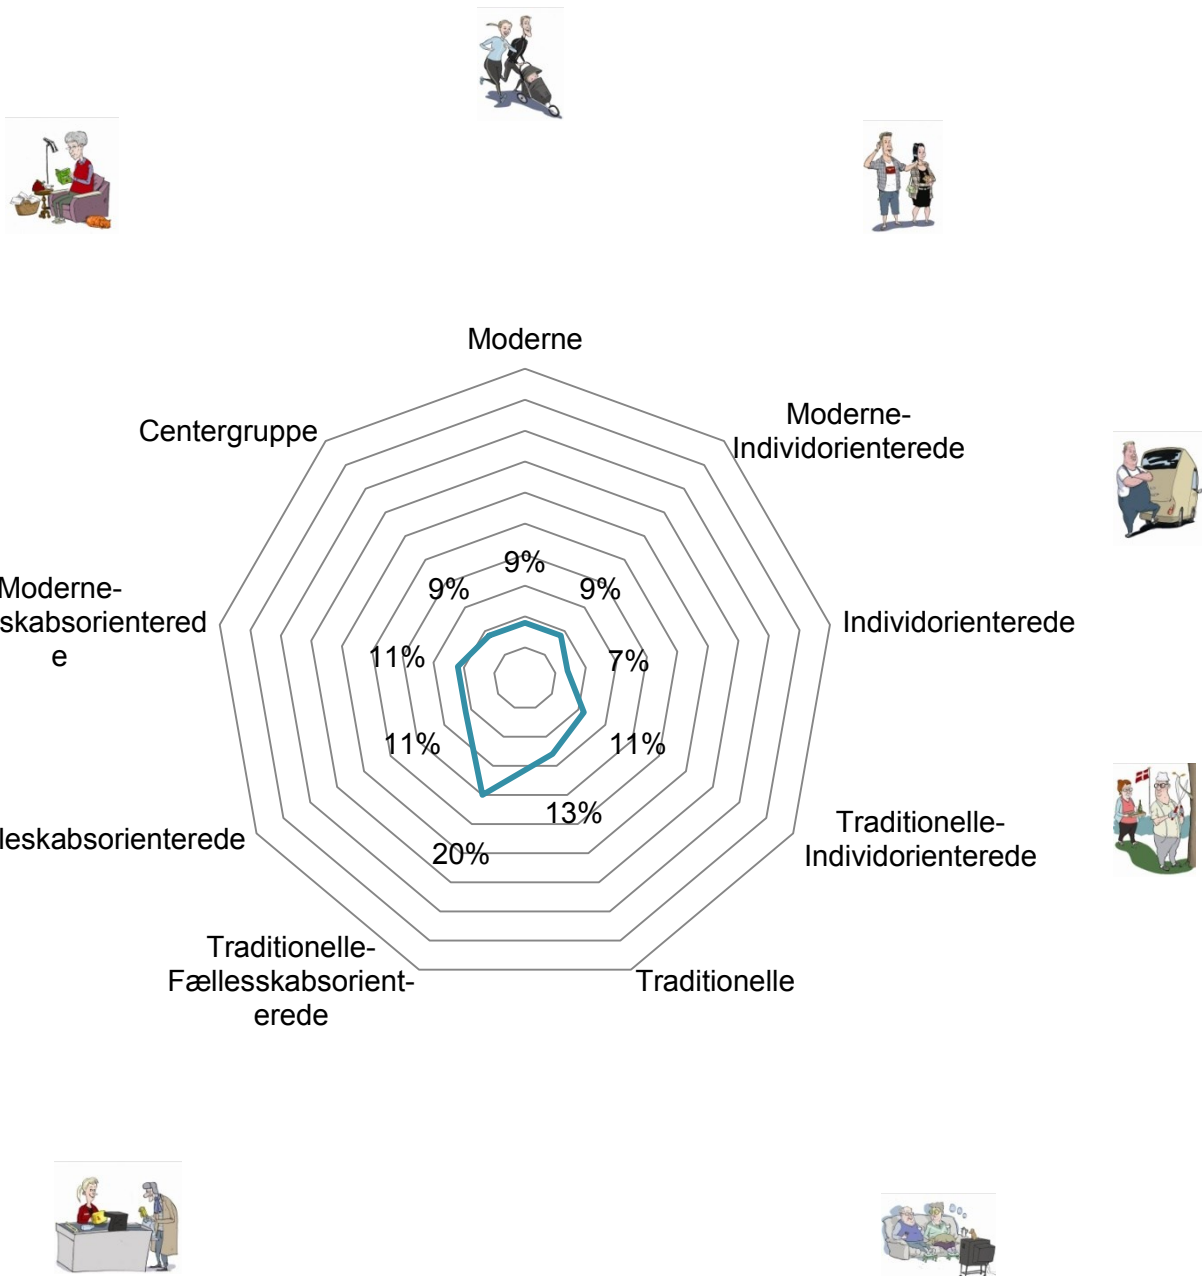 Moderne
Moderne-
Individorienterede
Centergruppe
9%
9%
9%
Moderne-
skabsorientered
e
Individorienterede
11%
7%
11%
11%
leskabsorienterede
13%
20%
Traditionelle-
Individorienterede
Traditionelle-
Fællesskabsorient-
erede
Traditionelle